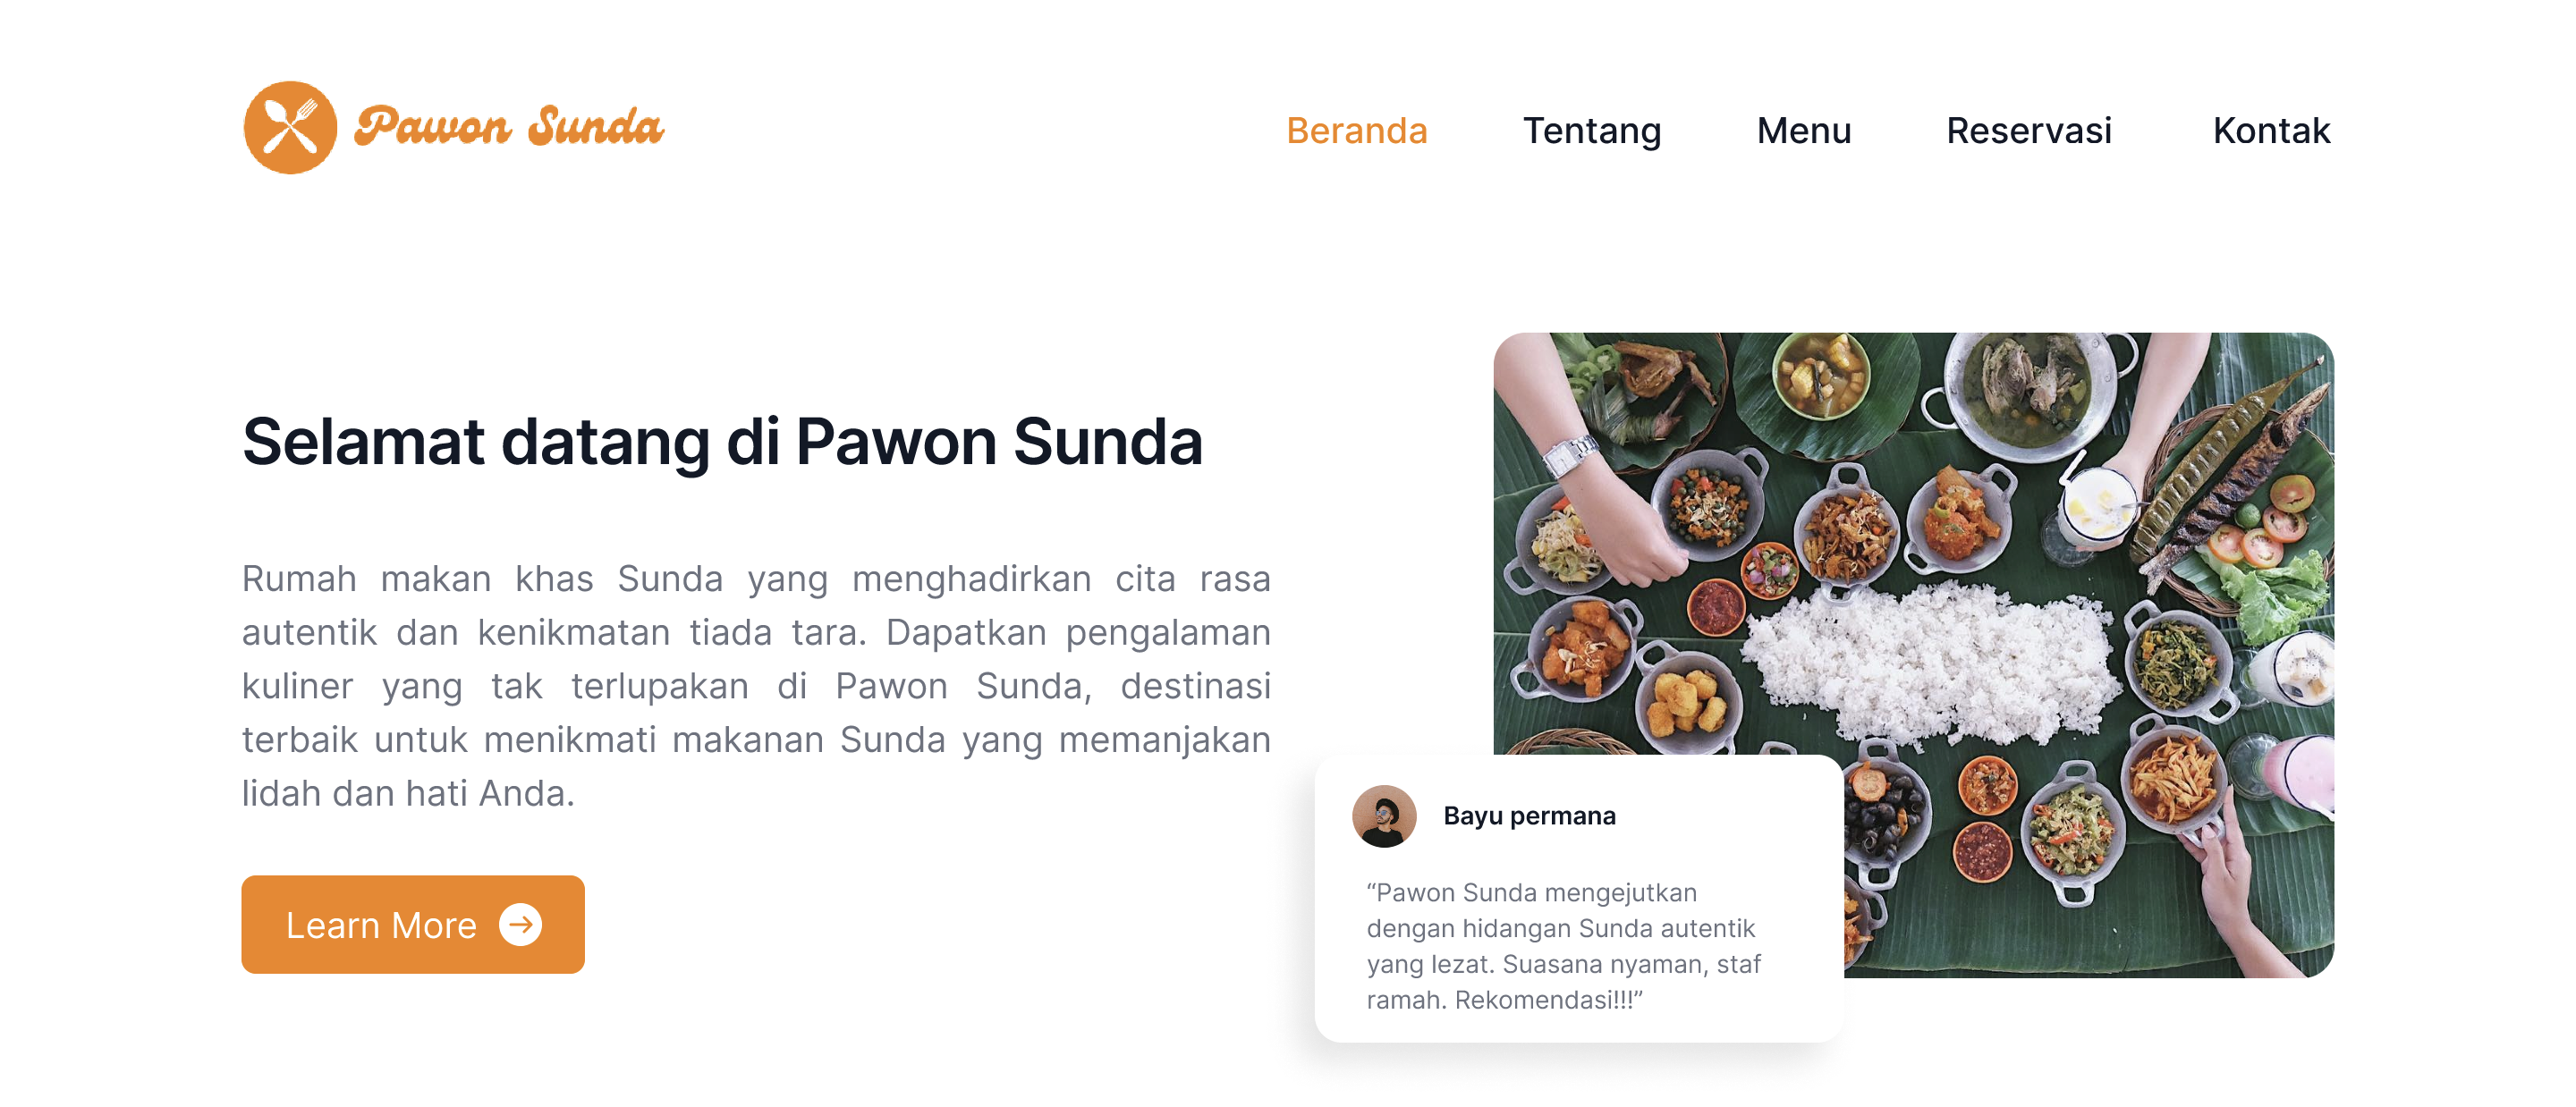 Pawon Sunda
Beranda
Tentang
Menu
Reservasi
Kontak
Selamat datang di Pawon Sunda
Rumah makan khas Sunda yang menghadirkan cita rasa
autentik dan kenikmatan tiada tara. Dapatkan pengalaman
kuliner yang tak terlupakan di Pawon Sunda, destinasi
terbaik untuk menikmati makanan Sunda yang memanjakan
lidah dan hati Anda.
Learn More
Bayu permana
“Pawon Sunda mengejutkan
dengan hidangan Sunda autentik
yang lezat. Suasana nyaman, staf
ramah. Rekomendasi!!!”